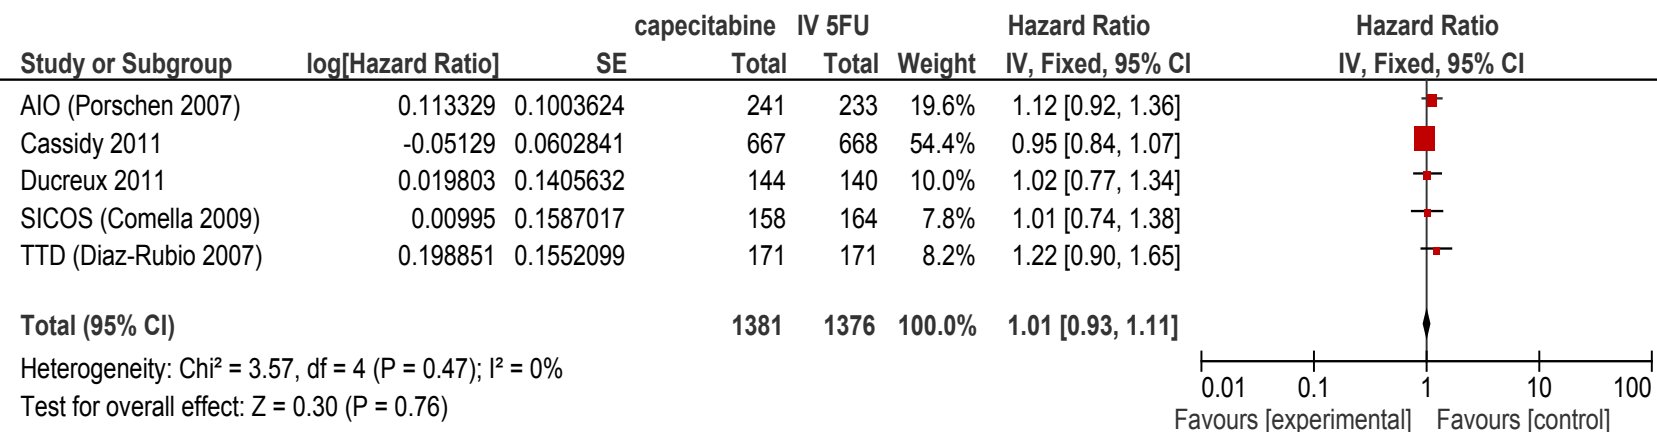 capecitabine IV 5FU Hazard Ratio Hazard Ratio
Study or Subgroup log[Hazard Ratio] SE Total Total Weight IV, Fixed, 95% CI IV, Fixed, 95% CI
AIO (Porschen 2007) 0.113329 0.1003624 241 233 19.6% 1.12 [0.92, 1.36]
Cassidy 2011 -0.05129 0.0602841 667 668 54.4% 0.95 [0.84, 1.07]
Ducreux 2011 0.019803 0.1405632 144 140 10.0% 1.02 [0.77, 1.34]
SICOS (Comella 2009) 0.00995 0.1587017 158 164 7.8% 1.01 [0.74, 1.38]
TTD (Diaz-Rubio 2007) 0.198851 0.1552099 171 171 8.2% 1.22 [0.90, 1.65]
Total (95% CI) 1381 1376 100.0% 1.01 [0.93, 1.11]
Heterogeneity: Chi² = 3.57, df = 4 (P = 0.47); I² = 0%
Test for overall effect: Z = 0.30 (P = 0.76)
0.01 0.1 1 10 100
Favours [experimental] Favours [control]